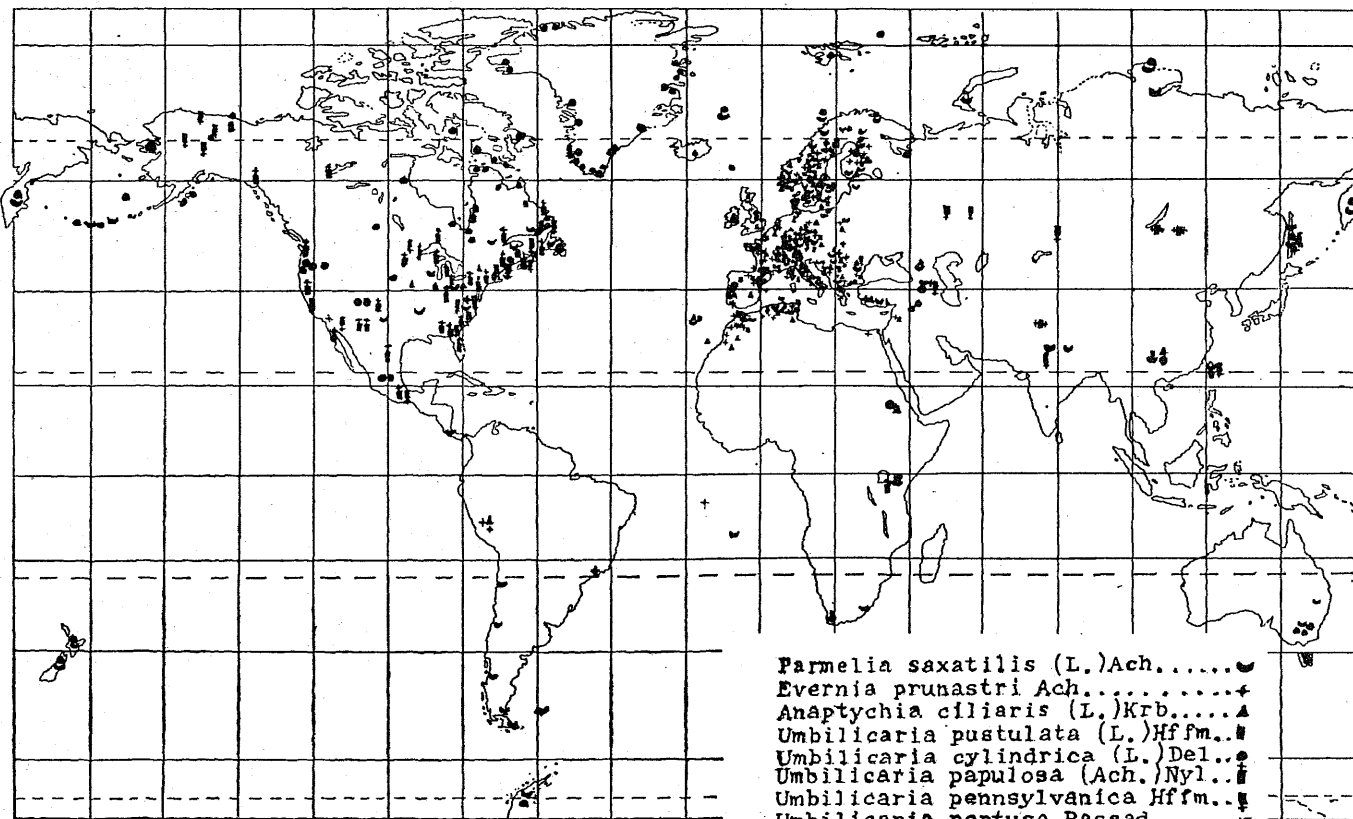 Parmelia saxatilis (L.)Ach......
Evernia prunastri Ach..........
Anaptychia ciliaris (L.)Krb.....
Umbilicaria pustulata (L.)Hffm..
Umbilicaria cylindrica (L.)Del..
Umbilicaria papulosa (Ach.)Nyl..
Umbilicaria pennsylvanica Hffm..
Umbilicaria